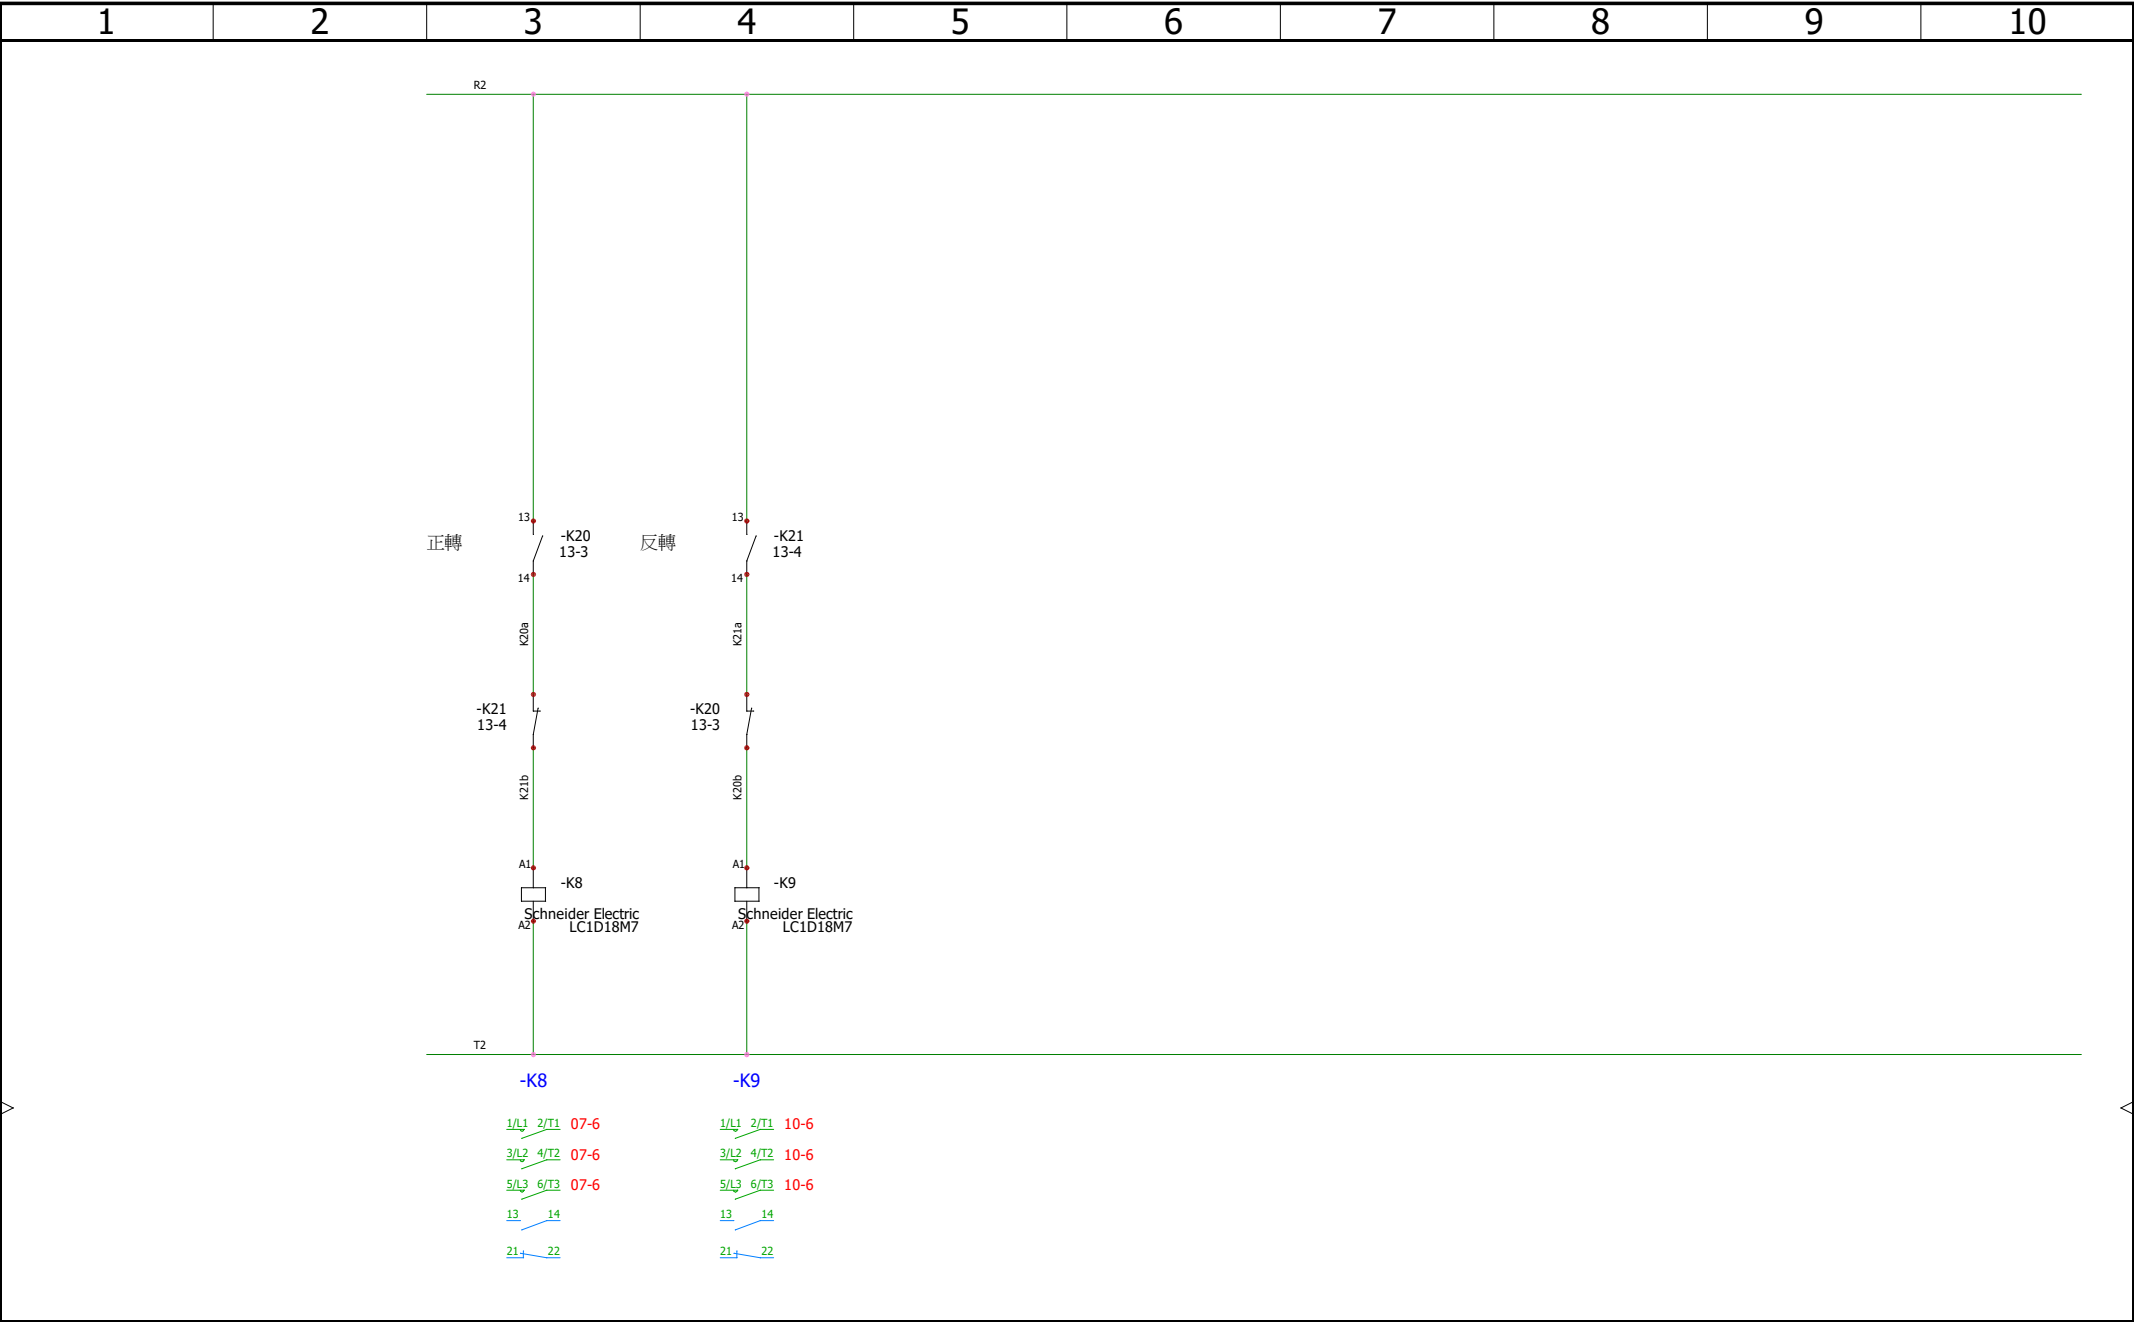 1 2 3 4 5 6 7 8 9 10
R2
13 13
-K20 -K21
正轉 13-3 反轉 13-4
14 14
K20a K21a
-K21 -K20
13-4 13-3
K21b K20b
A1 A1
-K8 -K9
Schneider Electric Schneider Electric
A2 LC1D18M7 A2 LC1D18M7
T2
-K8 -K9
1/L1 2/T1 07-6 1/L1 2/T1 10-6
3/L2 4/T2 07-6 3/L2 4/T2 10-6
5/L3 6/T3 07-6 5/L3 6/T3 10-6
13 14 13 14
21 22 21 22